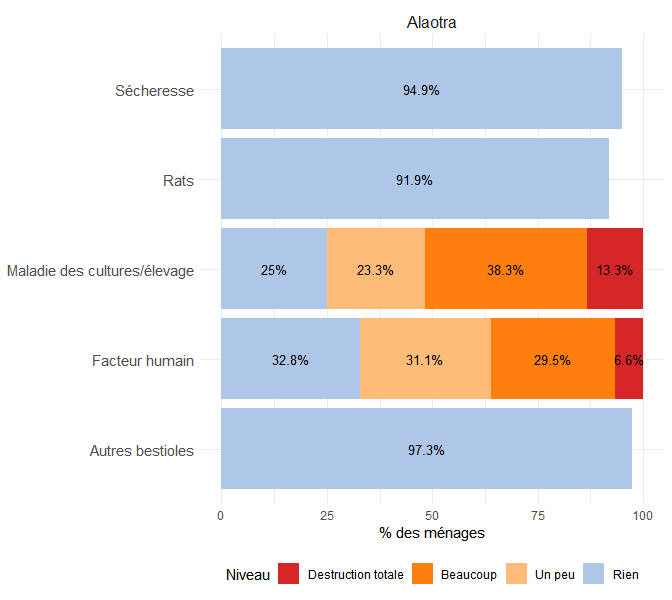 Alaotra
Sécheresse
94.9%
Rats
91.9%
Maladie des cultures/élevage
25% 23.3% 38.3% 13.3%
Facteur humain
32.8% 31.1% 29.5% 6.6%
Autres bestioles
97.3%
0 25 50 75 100
% des ménages
Niveau Destruction totale Beaucoup Un peu Rien